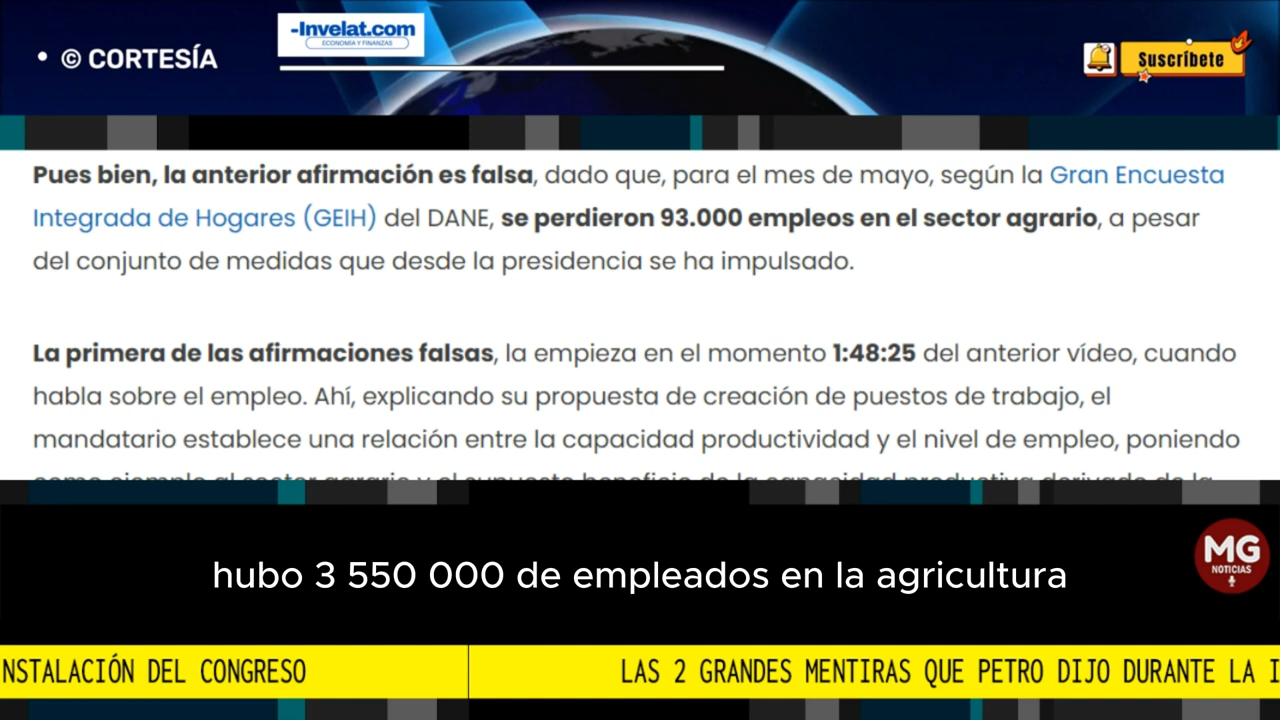 -Invelat.com
ECONOMÍA Y FINANZAS
• © CORTESÍA
Suscríbete
Pues bien, la anterior afirmación es falsa, dado que, para el mes de mayo, según la Gran Encuesta
Integrada de Hogares (GEIH) del DANE, se perdieron 93.000 empleos en el sector agrario, a pesar
del conjunto de medidas que desde la presidencia se ha impulsado.
La primera de las afirmaciones falsas, la empieza en el momento 1:48:25 del anterior vídeo, cuando
habla sobre el empleo. Ahí, explicando su propuesta de creación de puestos de trabajo, el
mandatario establece una relación entre la capacidad productividad y el nivel de empleo, poniendo
hubo 3 550 000 de empleados en la agricultura
MG
NOTICIAS
NSTALACIÓN DEL CONGRESO
LAS 2 GRANDES MENTIRAS QUE PETRO DIJO DURANTE LA I